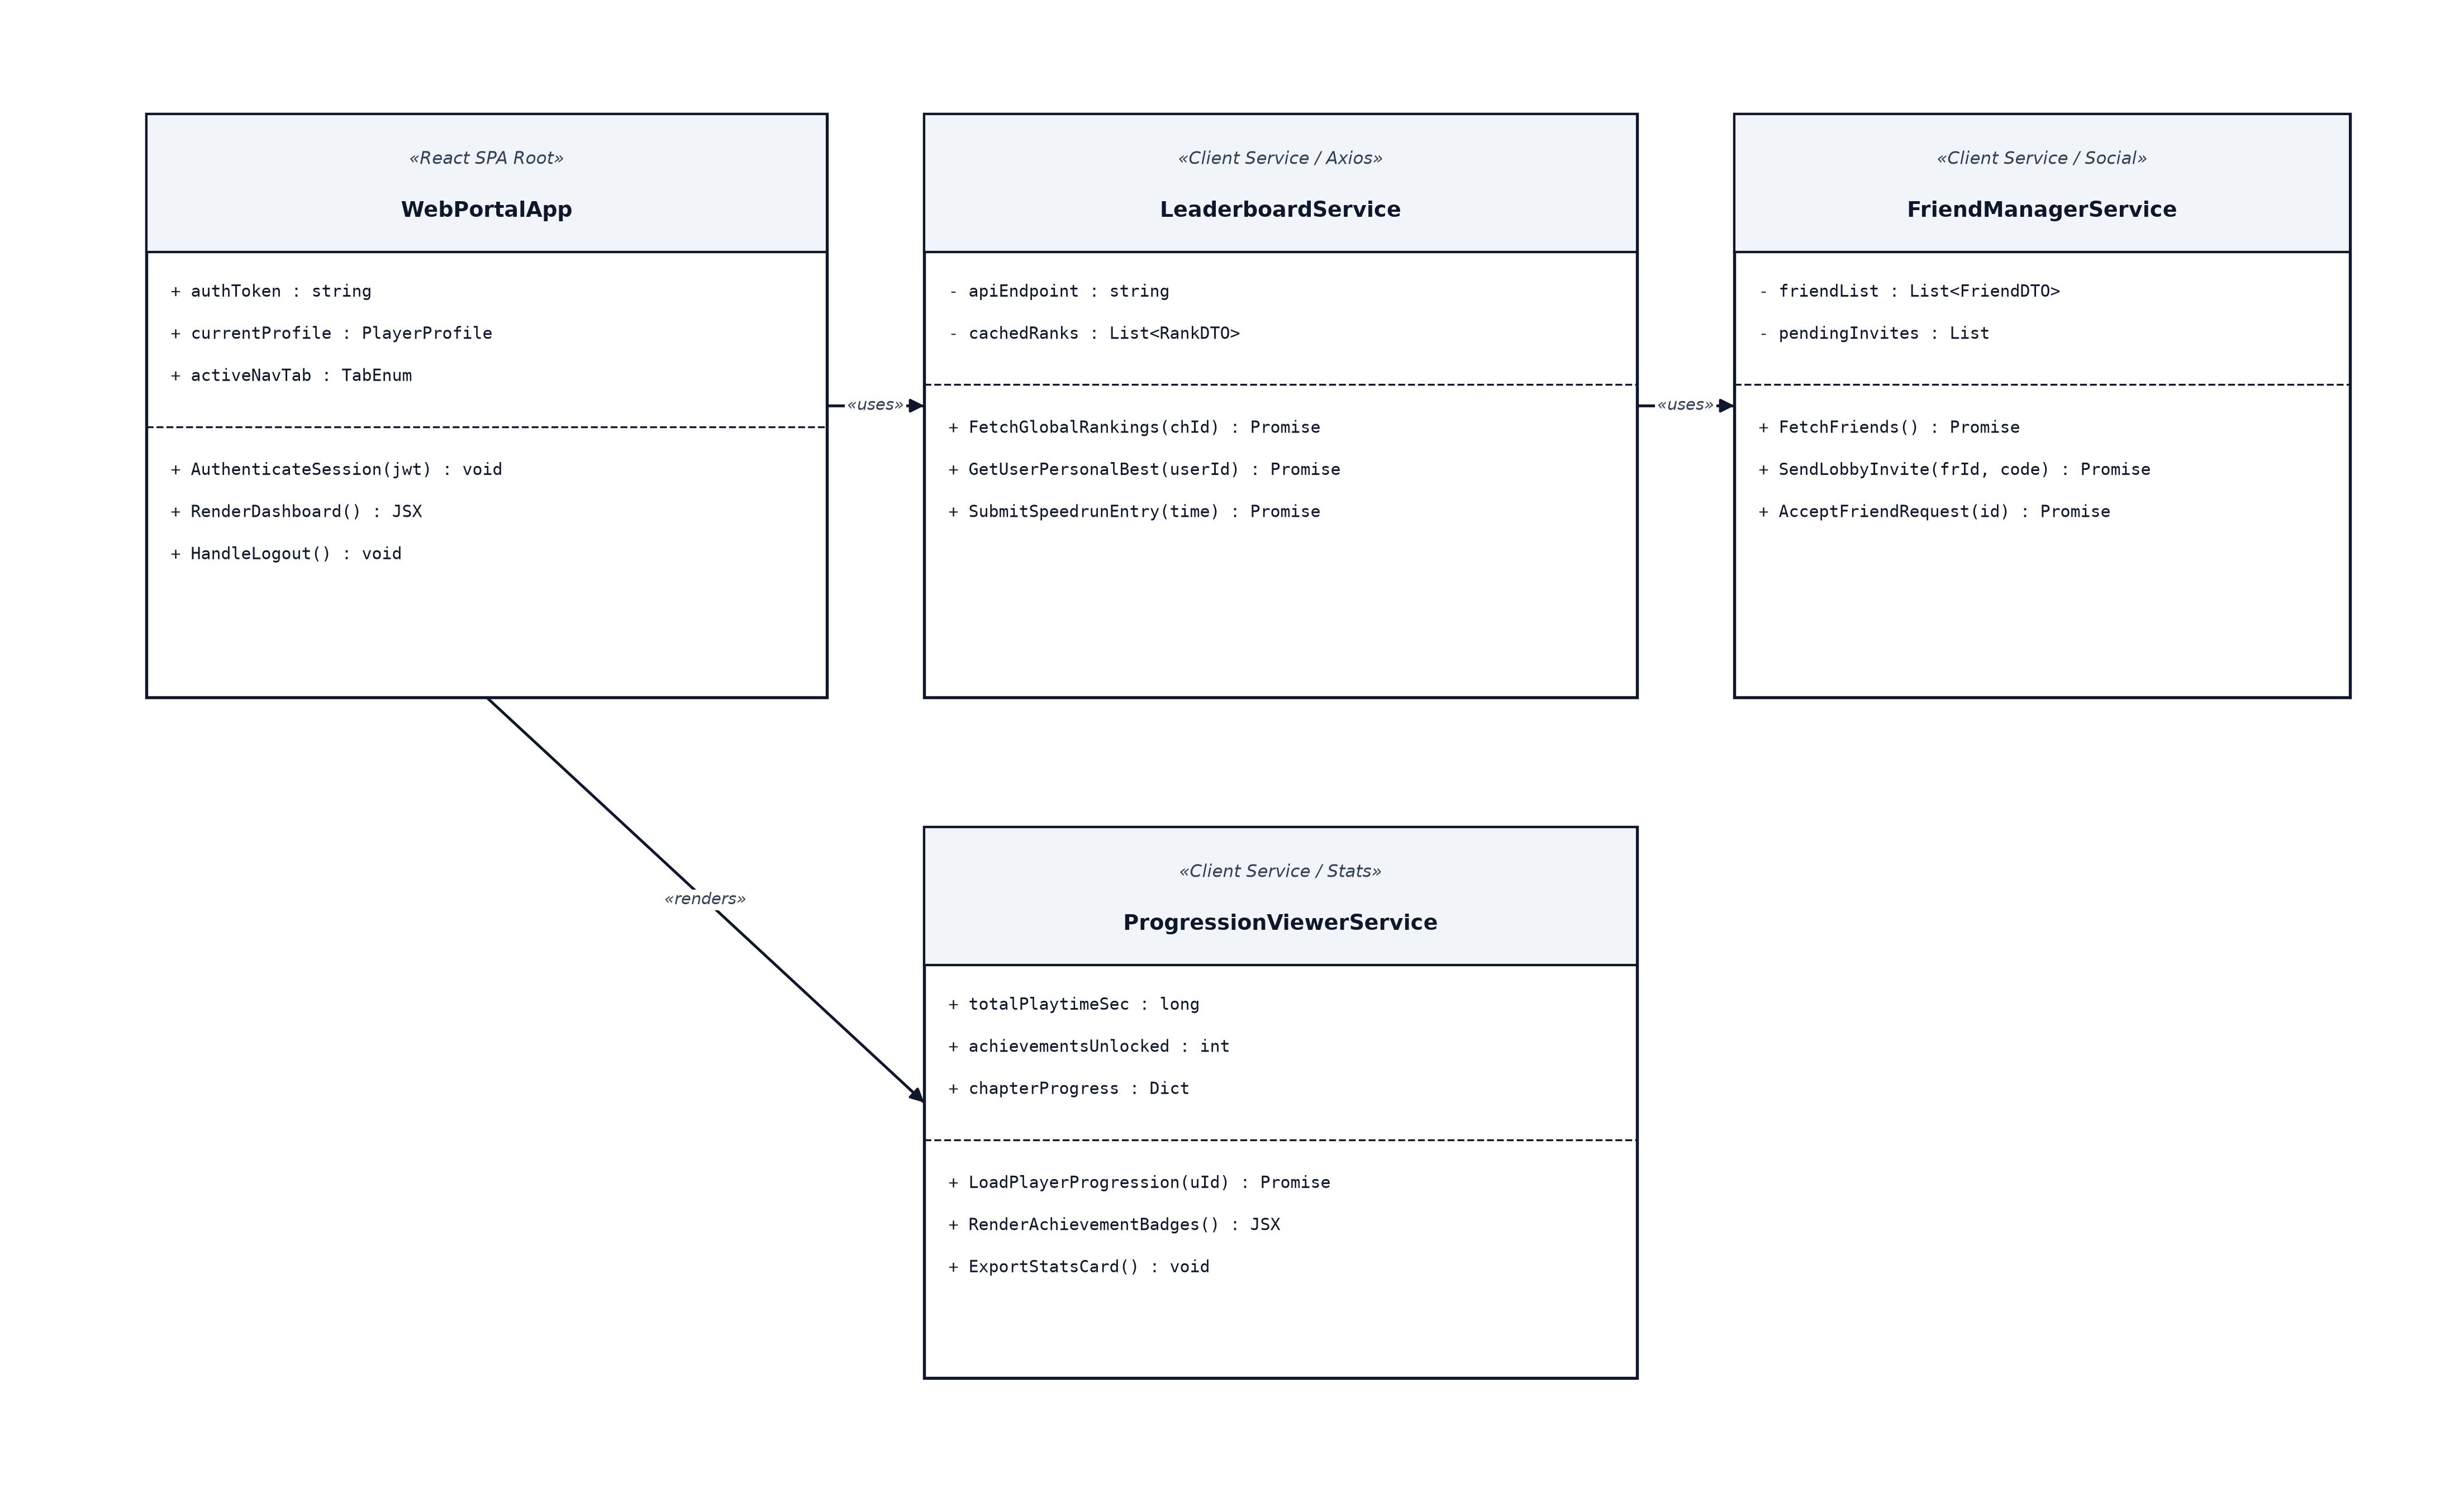 «React SPA Root»
WebPortalApp
+ authToken : string
+ currentProfile : PlayerProfile
+ activeNavTab : TabEnum
+ AuthenticateSession(jwt) : void
+ RenderDashboard() : JSX
+ HandleLogout() : void
«uses»
«Client Service / Axios»
LeaderboardService
- apiEndpoint : string
- cachedRanks : List<RankDTO>
+ FetchGlobalRankings(chId) : Promise
+ GetUserPersonalBest(userId) : Promise
+ SubmitSpeedrunEntry(time) : Promise
«uses»
«Client Service / Social»
FriendManagerService
- friendList : List<FriendDTO>
- pendingInvites : List
+ FetchFriends() : Promise
+ SendLobbyInvite(frId, code) : Promise
+ AcceptFriendRequest(id) : Promise
«renders»
«Client Service / Stats»
ProgressionViewerService
+ totalPlaytimeSec : long
+ achievementsUnlocked : int
+ chapterProgress : Dict
+ LoadPlayerProgression(uId) : Promise
+ RenderAchievementBadges() : JSX
+ ExportStatsCard() : void